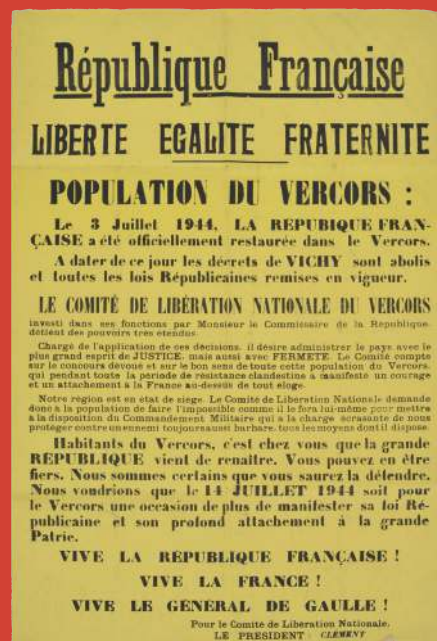 République Française
LIBERTE EGALITE FRATERNITE
POPULATION DU VERCORS :
Le 3 Juillet 1944, LA REPUBIQUE FRAN-
ÇAISE a été officiellement restaurée dans le Vercors.
A dater de ce jour les décrets de VICHY sont abolis
et toutes les lois Républicaines remises en vigueur.
LE COMITÉ DE LIBÉRATION NATIONALE DU VERCORS
investi dans ses fonctions par Monsieur le Commissaire de la République,
détient des pouvoirs très étendus.
Chargé de l'application de ces décisions, il désire administrer le pays avec le
plus grand esprit de JUSTICE, mais aussi avec FERMETÉ. Le Comité compte
sur le concours dévoué et sur le bon sens de toute cette population du Vercors,
qui pendant toute la période de résistance clandestine a manifesté un courage
et un attachement à la France au-dessus de tout éloge.
Notre région est en état de siège. Le Comité de Libération Nationale demande
donc à la population de faire l'impossible comme il le fera lui-même pour mettre
à la disposition du Commandement Militaire qui a la charge écrasante de nous
protéger contre un ennemi toujours aussi barbare, tous les moyens dont il dispose.
Habitants du Vercors, c'est chez vous que la grande
RÉPUBLIQUE vient de renaître. Vous pouvez en être
fiers. Nous sommes certains que vous saurez la défendre.
Nous voudrions que le 14 JUILLET 1944 soit pour
le Vercors une occasion de plus de manifester sa foi Ré-
publicaine et son profond attachement à la grande
Patrie.
VIVE LA RÉPUBLIQUE FRANÇAISE !
VIVE LA FRANCE !
VIVE LE GÉNÉRAL DE GAULLE !
Pour le Comité de Libération Nationale.
LE PRESIDENT : CLÉMENT